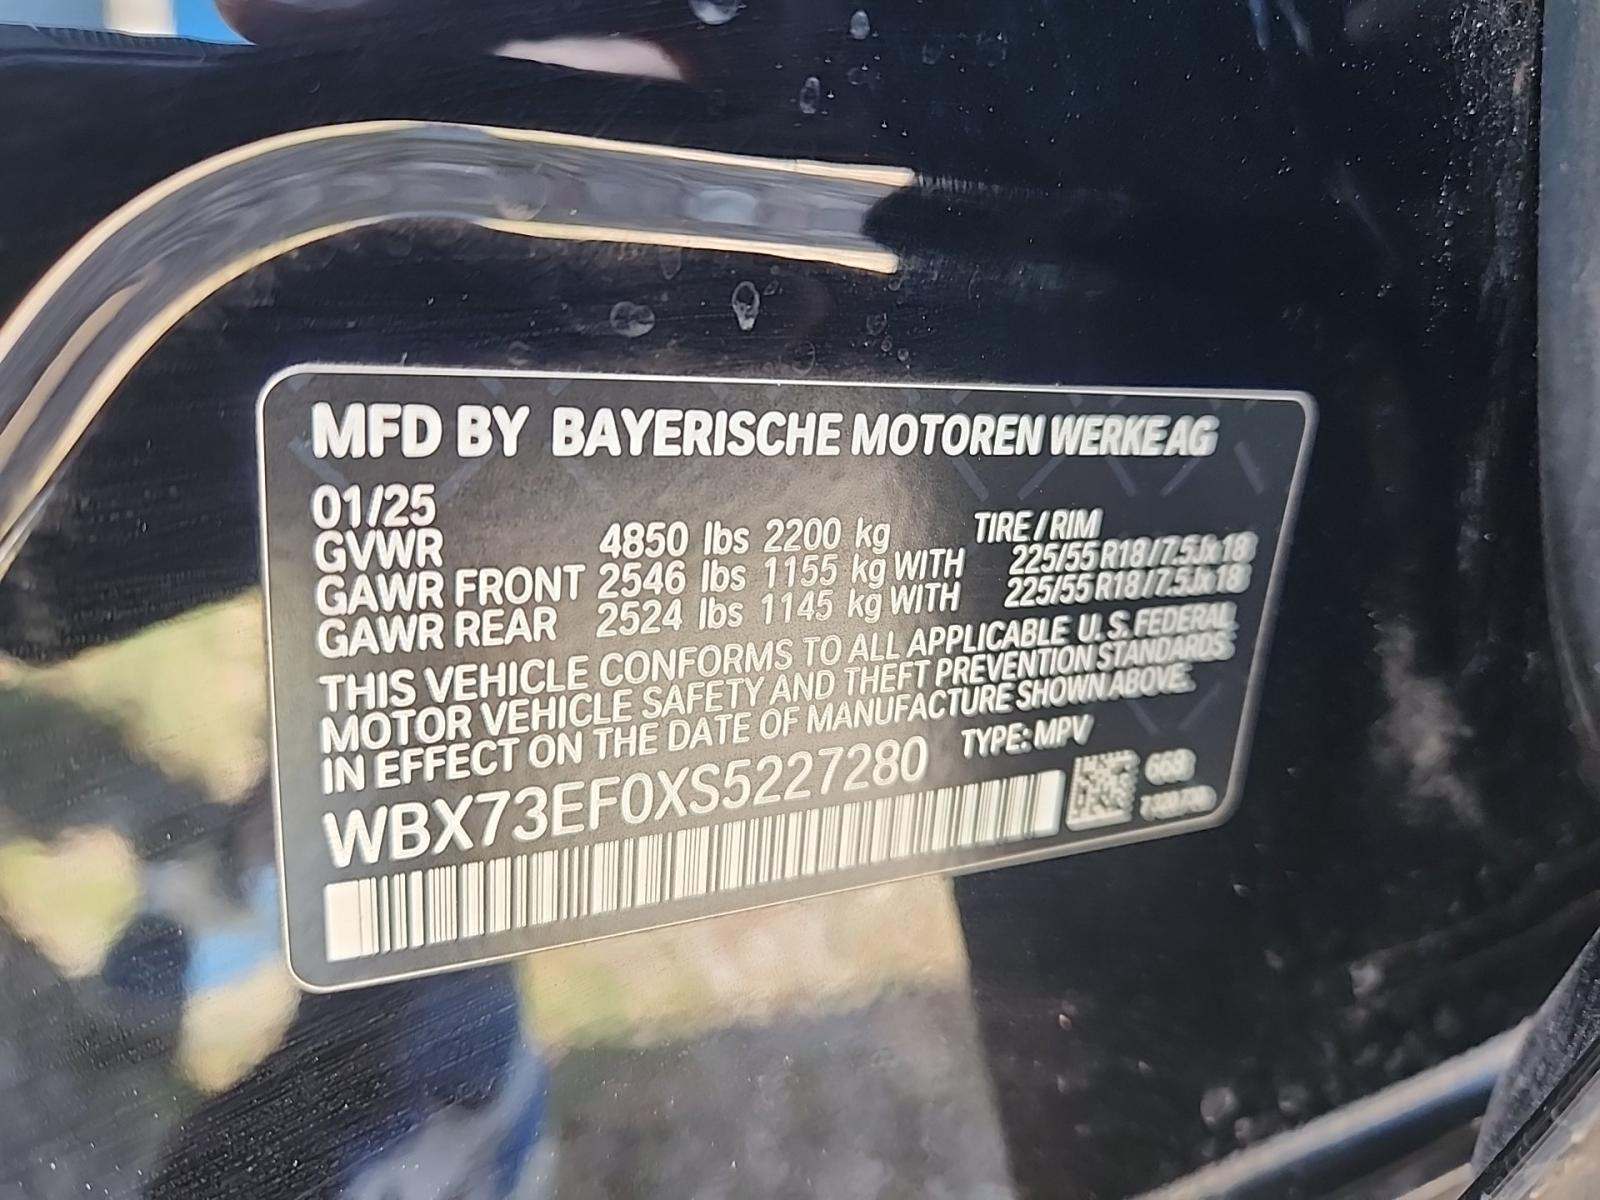 MFD BY BAYERISCHE MOTOREN WERKE AG
01/25
GVWR 4850 lbs 2200 kg TIRE / RIM
GAWR FRONT 2546 lbs 1155 kg WITH 225/55 R18 / 7.5Jx18
GAWR REAR 2524 lbs 1145 kg WITH 225/55 R18 / 7.5Jx18
THIS VEHICLE CONFORMS TO ALL APPLICABLE U. S. FEDERAL
MOTOR VEHICLE SAFETY AND THEFT PREVENTION STANDARDS
IN EFFECT ON THE DATE OF MANUFACTURE SHOWN ABOVE.
WBX73EF0XS5227280 TYPE: MPV
668